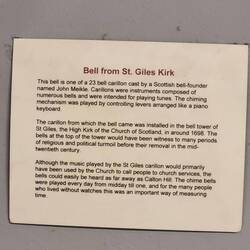 Bell from St. Giles Kirk
This bell is one of a 23 bell carillon cast by a Scottish bell-founder
named John Meikle. Carillons were instruments composed of
numerous bells and were intended for playing tunes. The chiming
mechanism was played by controlling levers arranged like a piano
keyboard.
The carillon from which the bell came was installed in the bell tower of
St Giles, the High Kirk of the Church of Scotland, in around 1698. The
bells at the top of the tower would have been witness to many periods
of religious and political turmoil before their removal in the mid-
twentieth century.
Although the music played by the St Giles carillon would primarily
have been used by the Church to call people to church services, the
bells could easily be heard as far away as Calton Hill. The chime bells
were played every day from midday till one, and for the many people
who lived without watches this was an important way of measuring
time.